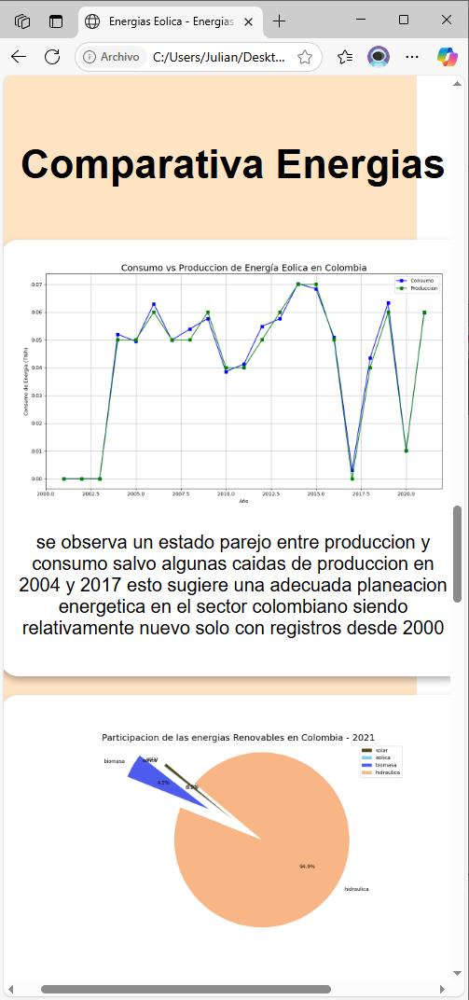 Energias Eolica - Energias
Archivo C:/Users/Julian/Deskt...
Comparativa Energias
Consumo vs Produccion de Energía Eolica en Colombia
Consumo
Produccion
Consumo de Energía (TWh)
0.07
0.06
0.05
0.04
0.03
0.02
0.01
0.00
2000.0 2002.5 2005.0 2007.5 2010.0 2012.5 2015.0 2017.5 2020.0
Año
se observa un estado parejo entre produccion y
consumo salvo algunas caidas de produccion en
2004 y 2017 esto sugiere una adecuada planeacion
energetica en el sector colombiano siendo
relativamente nuevo solo con registros desde 2000
Participacion de las energias Renovables en Colombia - 2021
solar
eolica
biomasa
hidraulica
biomasa
4.5%
94.9%
hidraulica